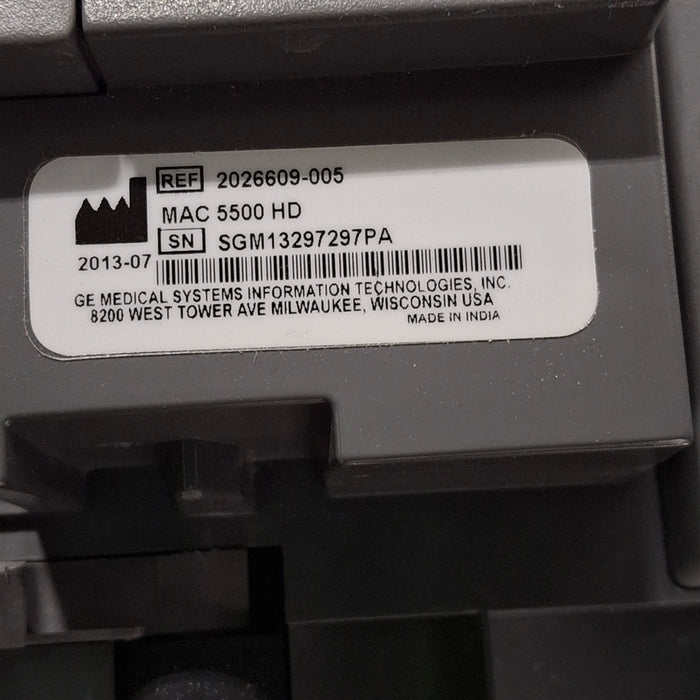 REF 2026609-005
MAC 5500 HD
SN SGM13297297PA
2013-07
GE MEDICAL SYSTEMS INFORMATION TECHNOLOGIES, INC.
8200 WEST TOWER AVE MILWAUKEE, WISCONSIN USA
MADE IN INDIA